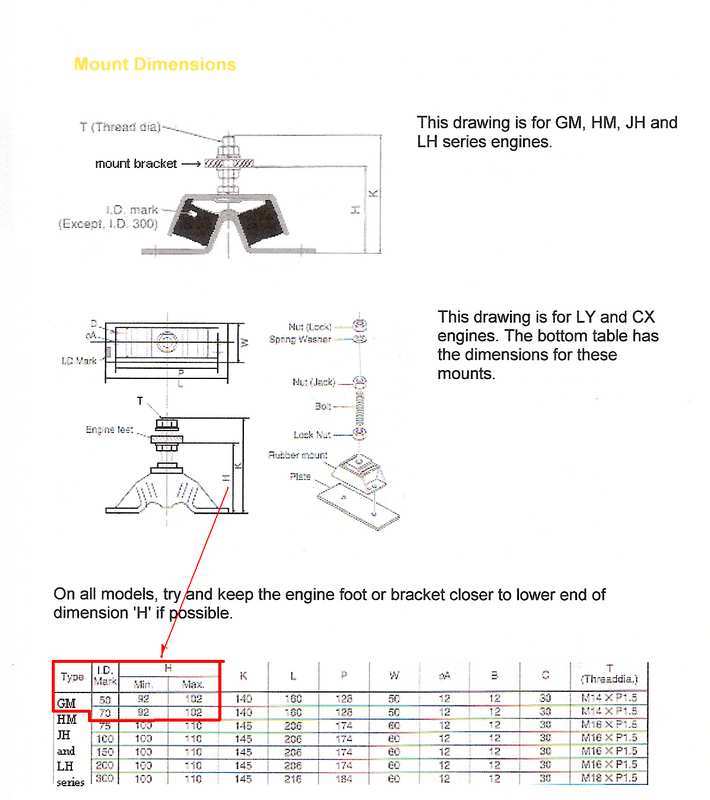 Mount Dimensions
This drawing is for GM, HM, JH and
LH series engines.
T (Thread dia)
mount bracket
I.D. mark
(Except, I.D. 300)
H
K
This drawing is for LY and CX
engines. The bottom table has
the dimensions for these
mounts.
D
øA
I.D Mark
W
P
L
T
Engine feet
H
K
Nut (Lock)
Spring Washer
Nut (Jack)
Bolt
Lock Nut
Rubber mount
Plate
On all models, try and keep the engine foot or bracket closer to lower end of
dimension 'H' if possible.
Type I.D. Mark H Min. Max. K L P W øA B C T (Threaddia.)
GM 50 92 102 140 180 128 50 12 12 30 M14 X P1.5
HM 70 92 102 140 180 128 50 12 12 30 M14 X P1.5
75 100 110 145 206 174 60 12 12 30 M16 X P1.5
JH 100 100 110 145 206 174 60 12 12 30 M16 X P1.5
and 150 100 110 145 206 174 60 12 12 30 M16 X P1.5
LH 200 100 110 145 206 174 60 12 12 30 M16 X P1.5
series 300 100 110 145 218 184 60 12 12 30 M18 X P1.5